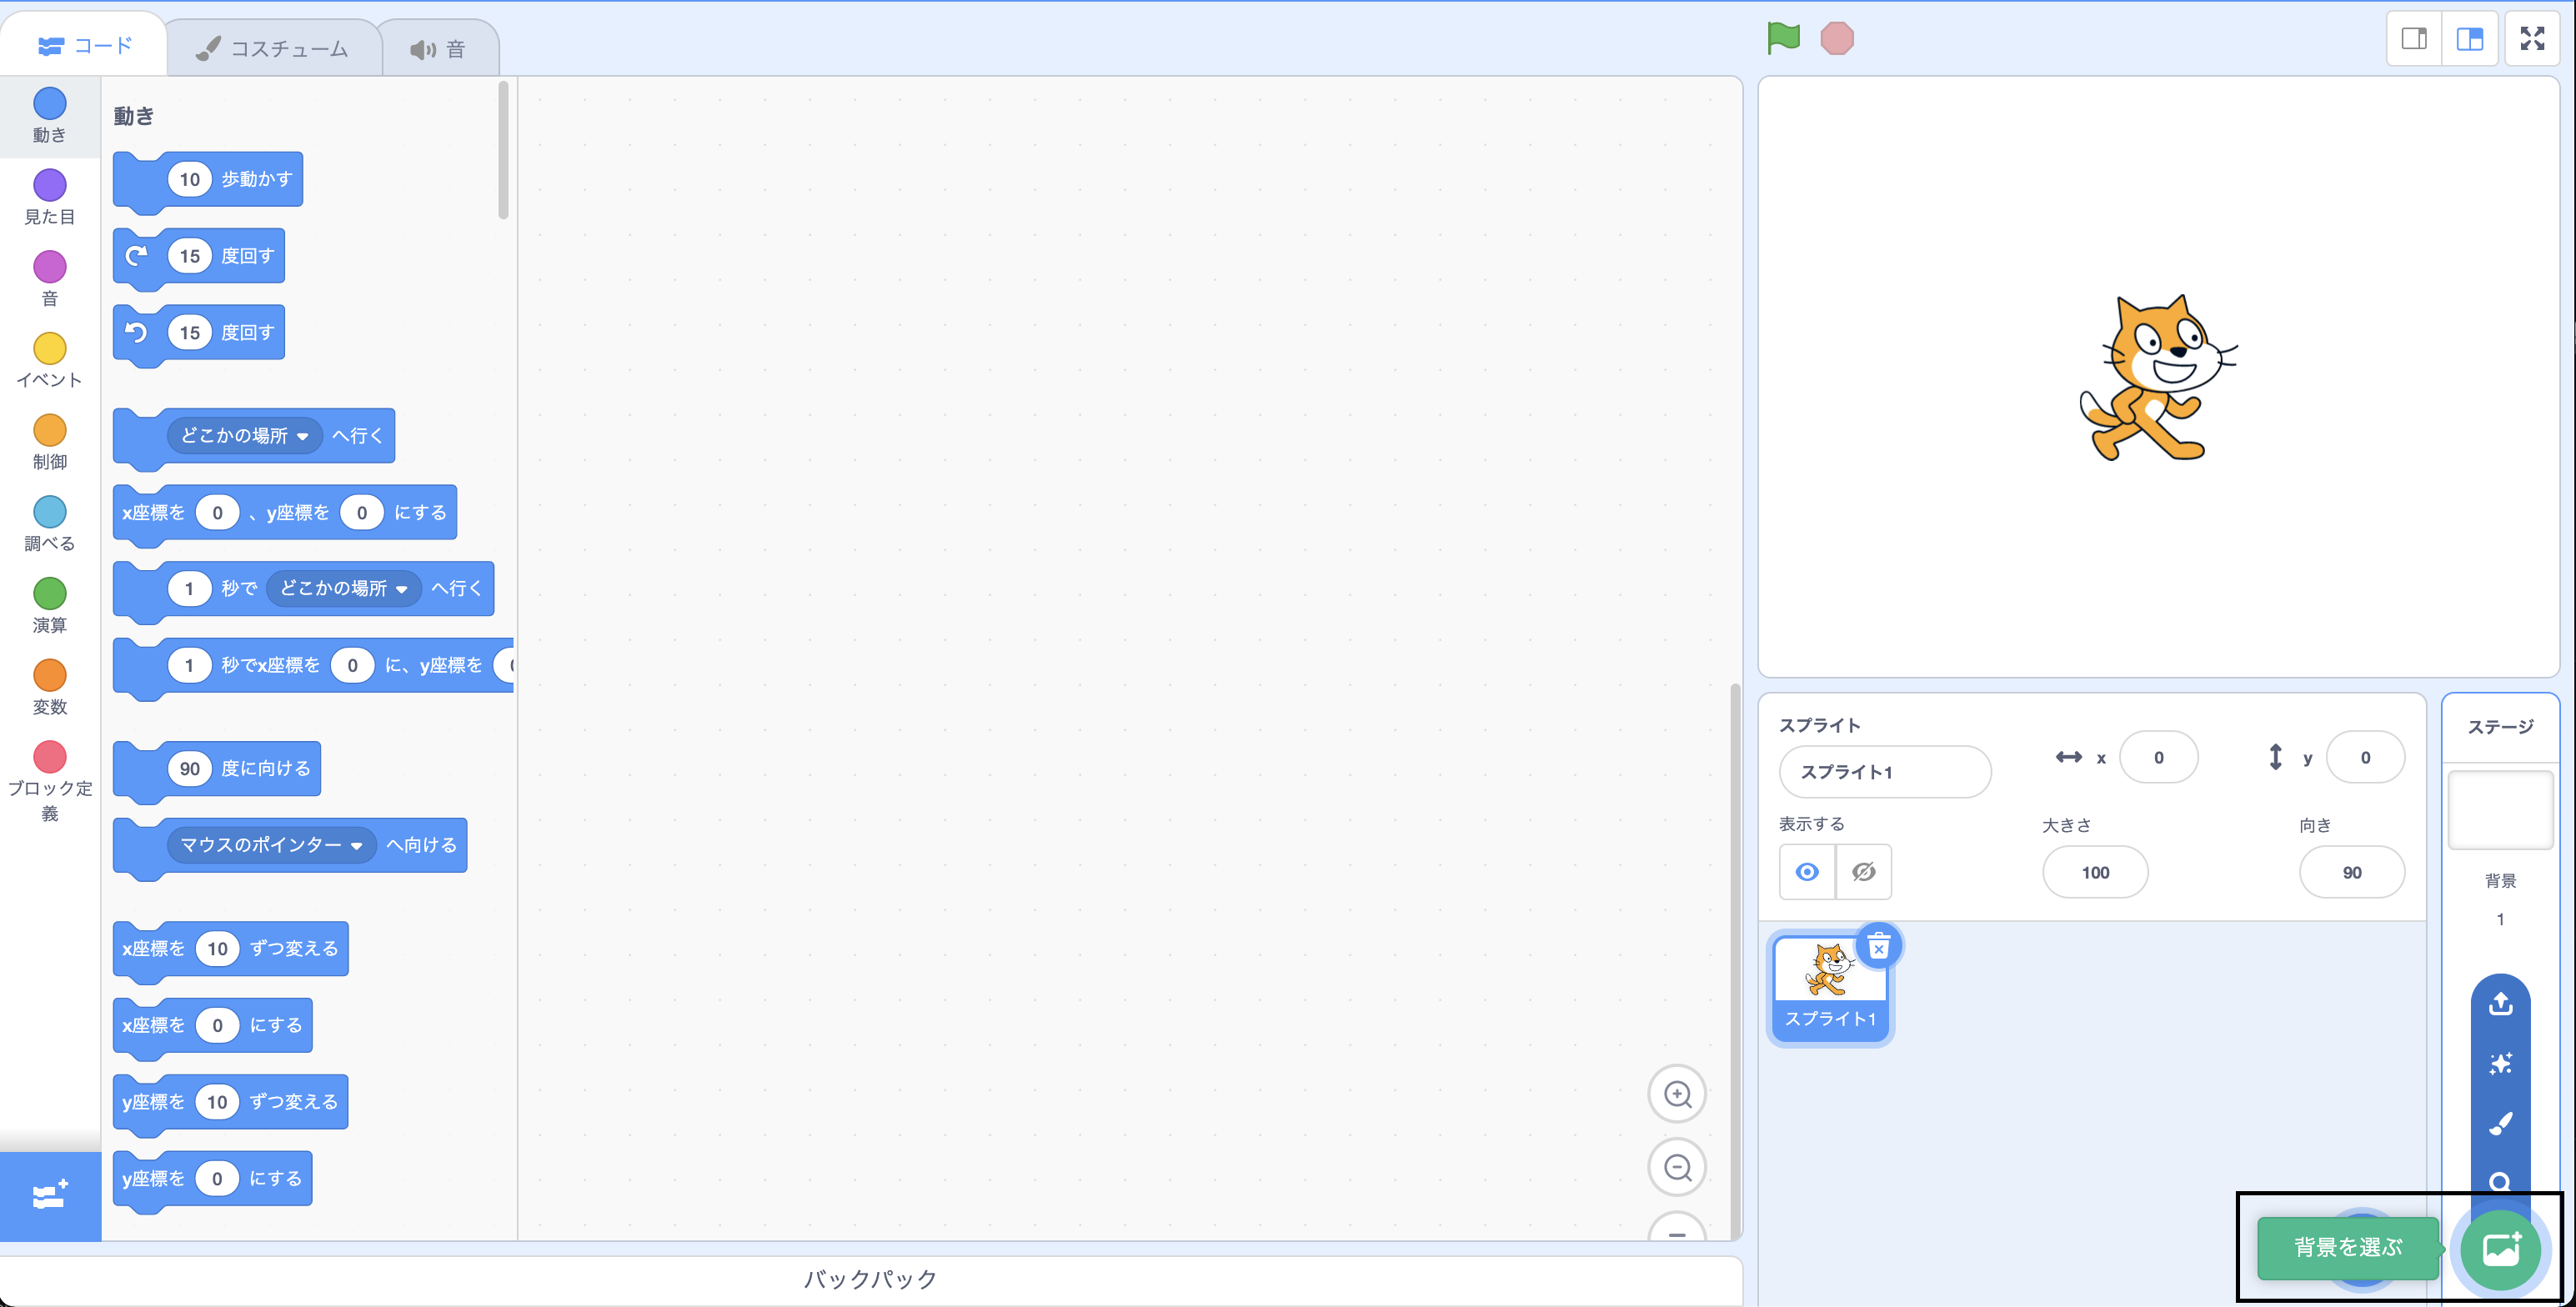 コード
コスチューム
音
動き
見た目
音
イベント
制御
調べる
演算
変数
ブロック定
義
動き
10 歩動かす
15 度回す
15 度回す
どこかの場所 へ行く
x座標を 0 、y座標を 0 にする
1 秒で どこかの場所 へ行く
1 秒でx座標を 0 に、y座標を
90 度に向ける
マウスのポインター へ向ける
x座標を 10 ずつ変える
x座標を 0 にする
y座標を 10 ずつ変える
y座標を 0 にする
バックパック
スプライト
スプライト1
x 0
y 0
表示する
大きさ
100
向き
90
スプライト1
ステージ
背景
1
背景を選ぶ